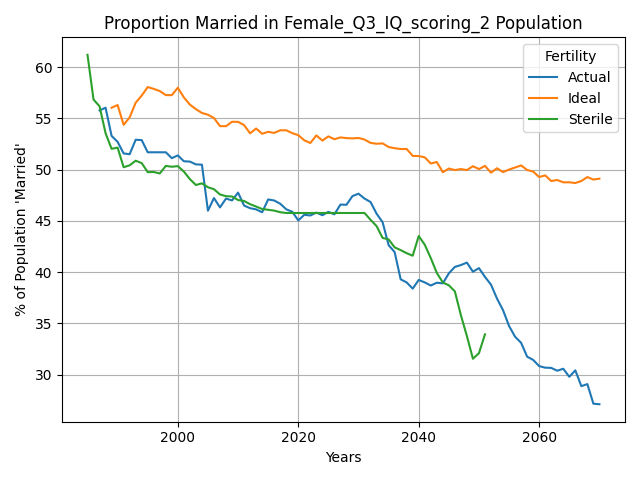 Proportion Married in Female_Q3_IQ_scoring_2 Population
% of Population 'Married'
60
55
50
45
40
35
30
Fertility
Actual
Ideal
Sterile
2000 2020 2040 2060
Years